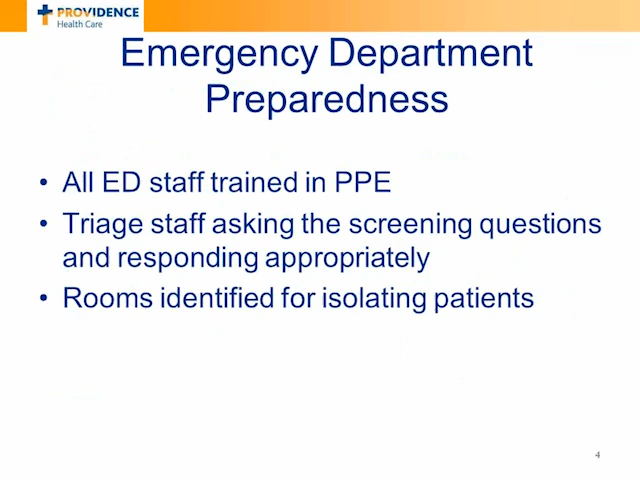 PROVIDENCE
Health Care
Emergency Department
Preparedness
• All ED staff trained in PPE
• Triage staff asking the screening questions
and responding appropriately
• Rooms identified for isolating patients
4